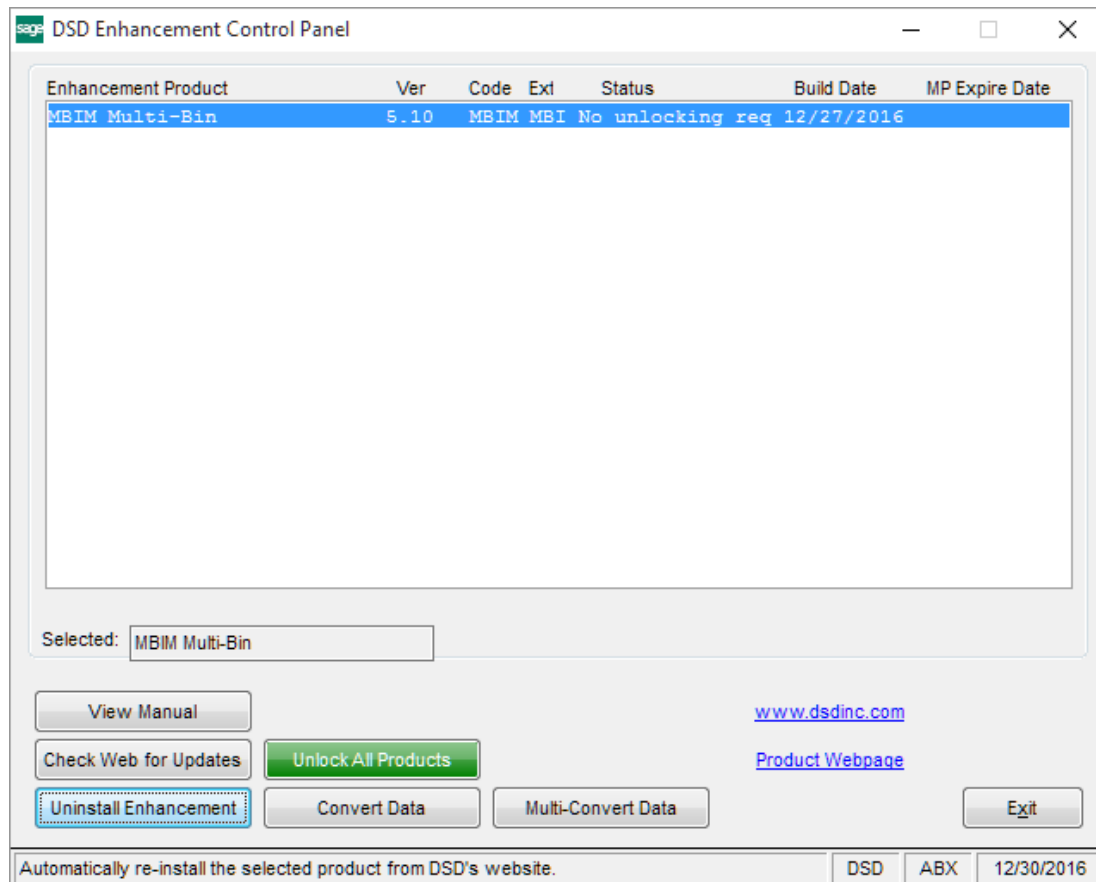 sage DSD Enhancement Control Panel
Enhancement Product Ver Code Ext Status Build Date MP Expire Date
MBIM Multi-Bin 5.10 MBIM MBI No unlocking req 12/27/2016
Selected: MBIM Multi-Bin
View Manual www.dsdinc.com
Check Web for Updates Unlock All Products Product Webpage
Uninstall Enhancement Convert Data Multi-Convert Data Exit
Automatically re-install the selected product from DSD's website. DSD ABX 12/30/2016